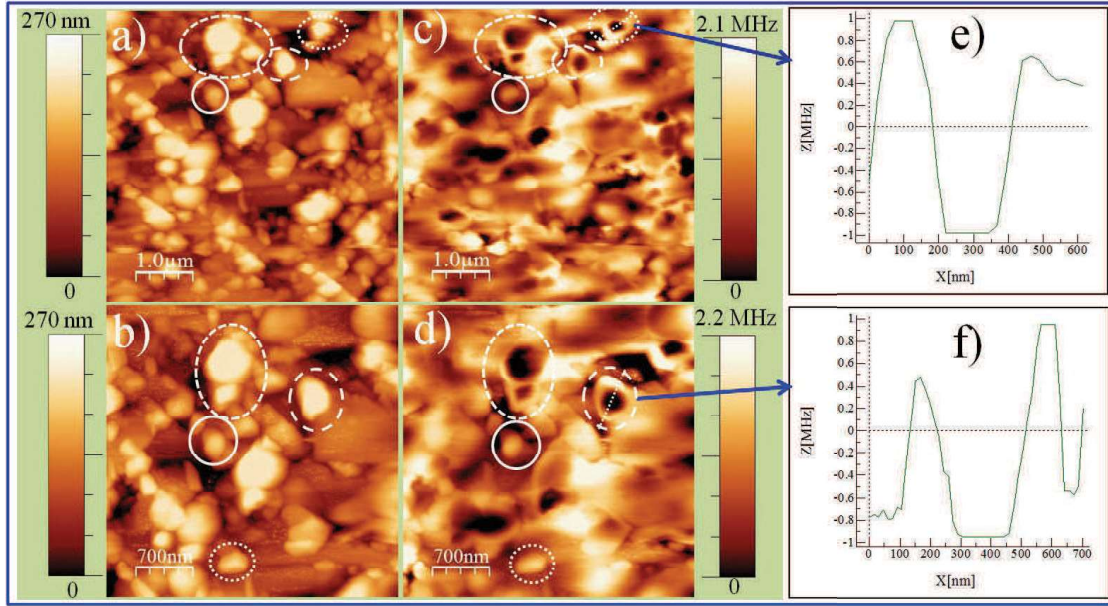 270 nm
a)
1.0μm
0
c)
2.1 MHz
0
e)
Z[MHz]
1
0.8
0.6
0.4
0.2
0
-0.2
-0.4
-0.6
-0.8
-1
0 100 200 300 400 500 600
X[nm]
270 nm
b)
700nm
0
d)
700nm
2.2 MHz
0
f)
Z[MHz]
1
0.8
0.6
0.4
0.2
0
-0.2
-0.4
-0.6
-0.8
-1
0 100 200 300 400 500 600 700
X[nm]
1.0μm